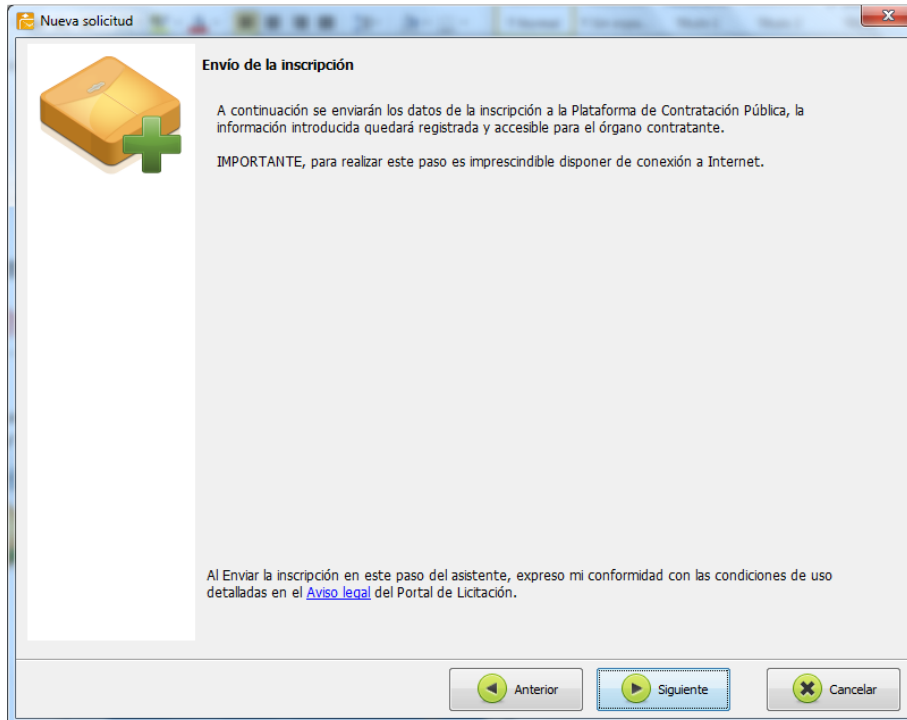 Nueva solicitud
Envío de la inscripción
A continuación se enviarán los datos de la inscripción a la Plataforma de Contratación Pública, la
información introducida quedará registrada y accesible para el órgano contratante.
IMPORTANTE, para realizar este paso es imprescindible disponer de conexión a Internet.
Al Enviar la inscripción en este paso del asistente, expreso mi conformidad con las condiciones de uso
detalladas en el Aviso legal del Portal de Licitación.
Anterior
Siguiente
Cancelar